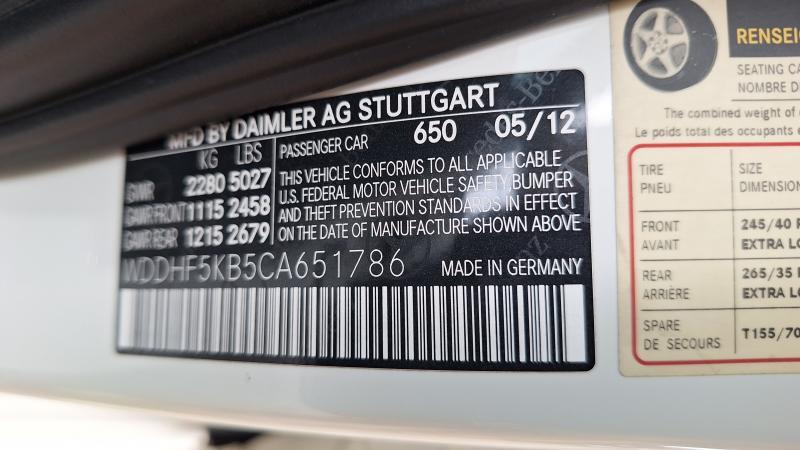 MFD BY DAIMLER AG STUTTGART
KG LBS
PASSENGER CAR 650 05/12
GVWR 2280 5027
GAWR FRONT 1115 2458
GAWR REAR 1215 2679
THIS VEHICLE CONFORMS TO ALL APPLICABLE
U.S. FEDERAL MOTOR VEHICLE SAFETY, BUMPER
AND THEFT PREVENTION STANDARDS IN EFFECT
ON THE DATE OF MANUFACTURE SHOWN ABOVE
WDDHF5KB5CA651786 MADE IN GERMANY
SEATING CA
NOMBRE D
The combined weight of
Le poids total des occupants
TIRE SIZE
PNEU DIMENSION
FRONT 245/40
AVANT EXTRA
REAR 265/35
ARRIÈRE EXTRA
SPARE T155/70
DE SECOURS